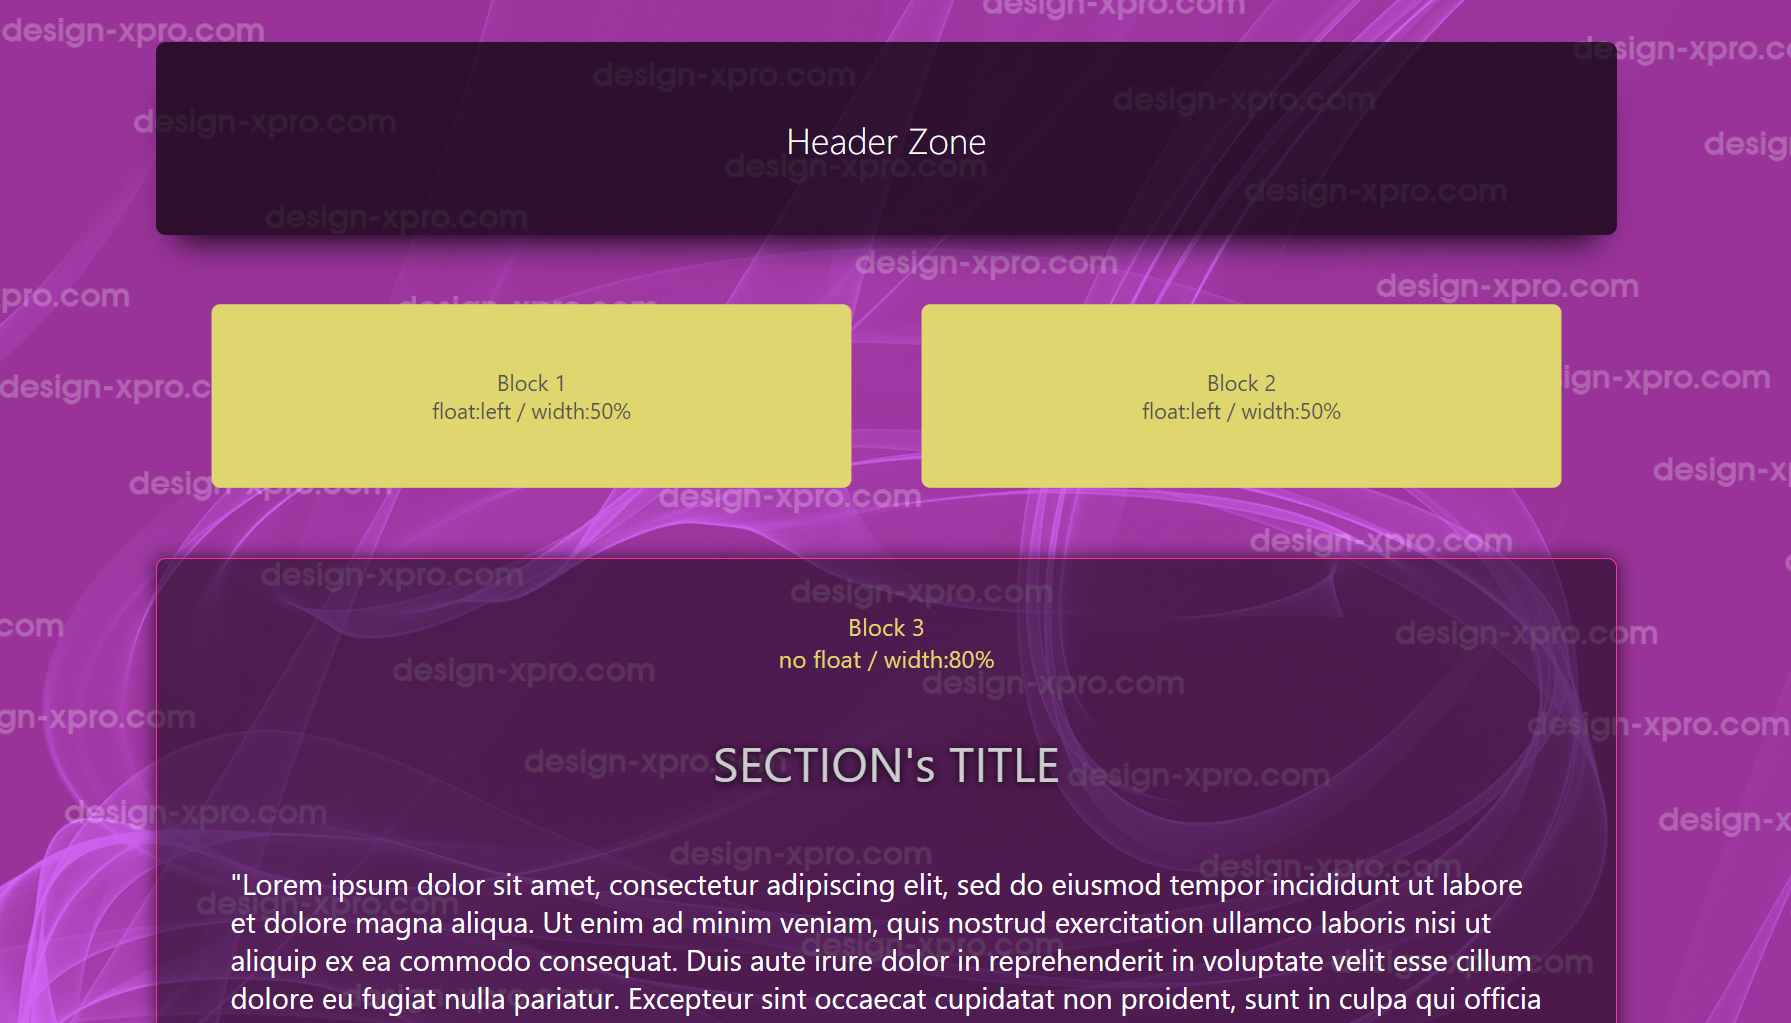 design-xpro.com
Header Zone
Block 1
float:left / width:50%
Block 2
float:left / width:50%
Block 3
no float / width:80%
SECTION's TITLE
"Lorem ipsum dolor sit amet, consectetur adipiscing elit, sed do eiusmod tempor incididunt ut labore
et dolore magna aliqua. Ut enim ad minim veniam, quis nostrud exercitation ullamco laboris nisi ut
aliquip ex ea commodo consequat. Duis aute irure dolor in reprehenderit in voluptate velit esse cillum
dolore eu fugiat nulla pariatur. Excepteur sint occaecat cupidatat non proident, sunt in culpa qui officia